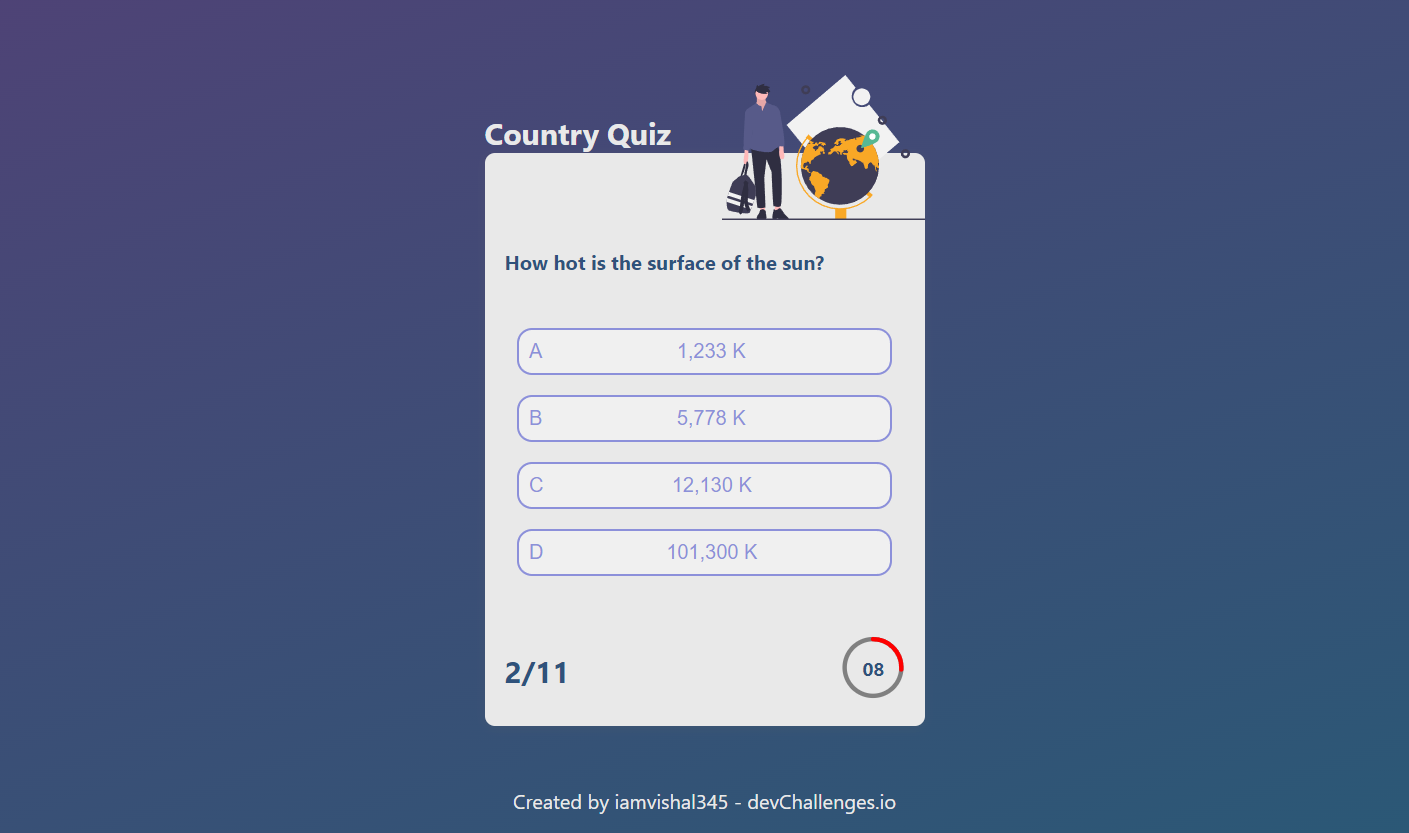 Country Quiz
How hot is the surface of the sun?
A 1,233 K
B 5,778 K
C 12,130 K
D 101,300 K
2/11 08
Created by iamvishal345 - devChallenges.io